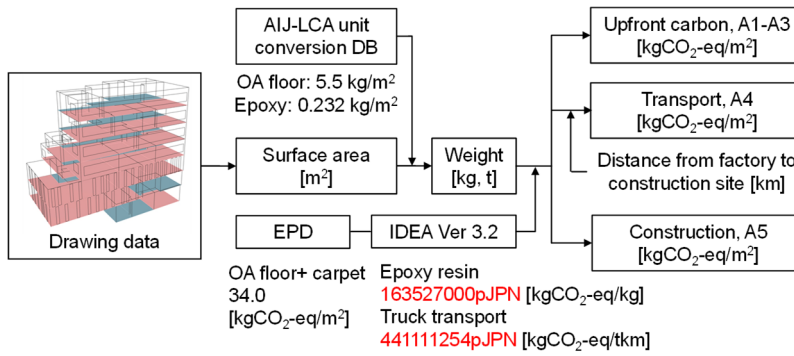 AIJ-LCA unit
conversion DB
OA floor: 5.5 kg/m²
Epoxy: 0.232 kg/m²
Drawing data
Surface area
[m²]
Weight
[kg, t]
EPD
IDEA Ver 3.2
OA floor+ carpet
34.0
[kgCO₂-eq/m²]
Epoxy resin
163527000pJPN [kgCO₂-eq/kg]
Truck transport
441111254pJPN [kgCO₂-eq/tkm]
Upfront carbon, A1-A3
[kgCO₂-eq/m²]
Transport, A4
[kgCO₂-eq/m²]
Distance from factory to
construction site [km]
Construction, A5
[kgCO₂-eq/m²]